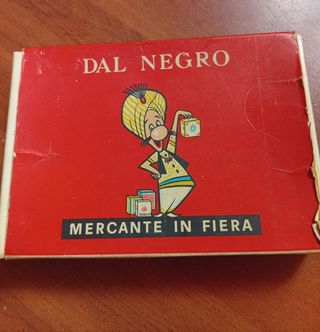 DAL NEGRO
MERCANTE IN FIERA